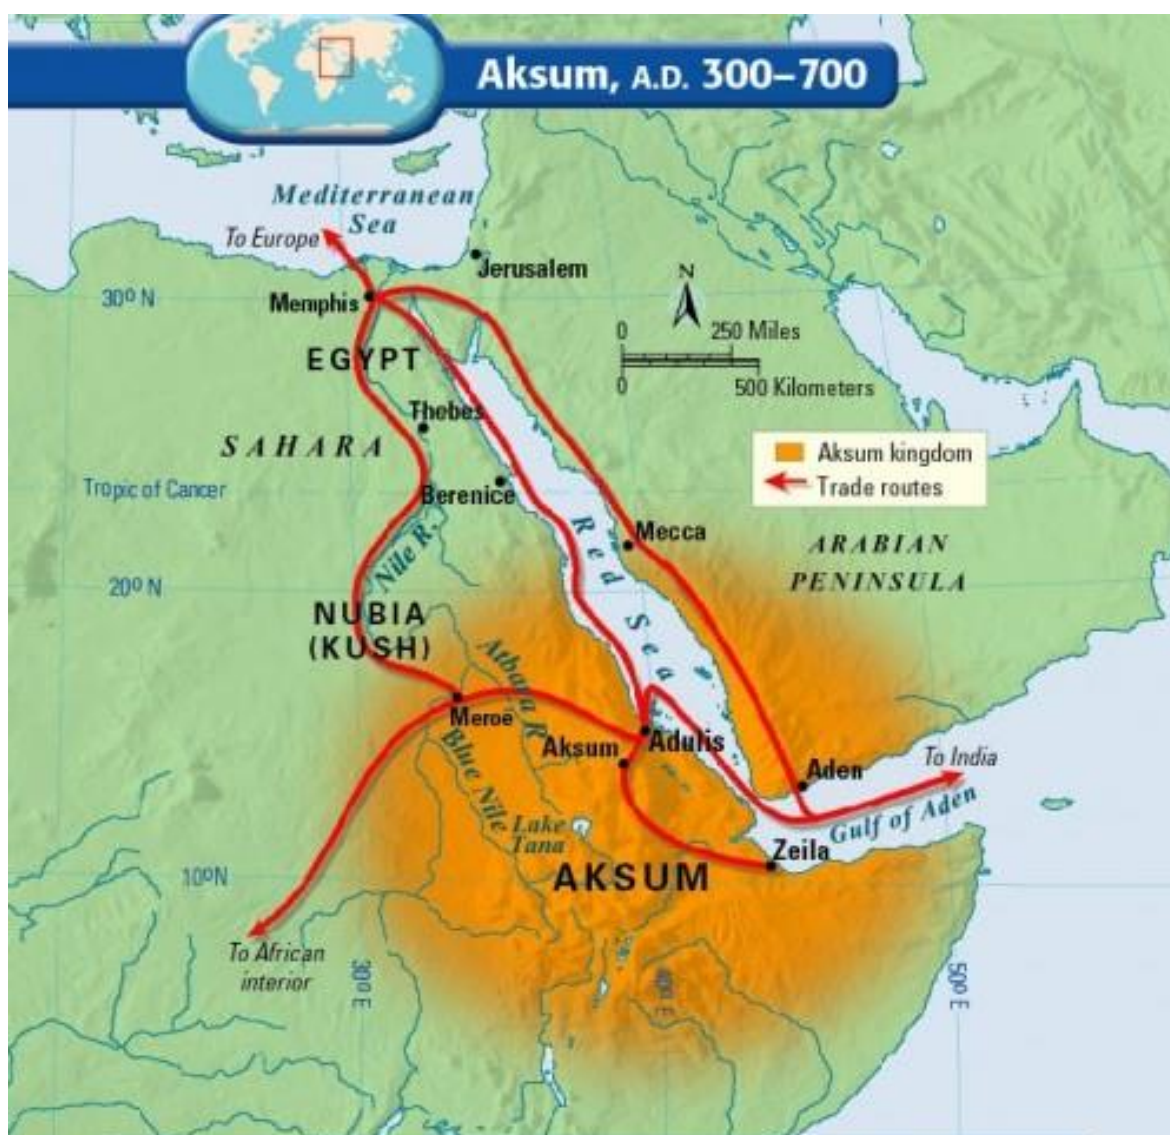 Aksum, A.D. 300–700
Mediterranean
Sea
To Europe
Jerusalem
30° N
Memphis
N
0 250 Miles
0 500 Kilometers
EGYPT
Thebes
SAHARA
Aksum kingdom
Trade routes
Tropic of Cancer
Berenice
Nile R.
Red Sea
Mecca
ARABIAN
PENINSULA
20° N
NUBIA
(KUSH)
Atbara R.
Meroë
Blue Nile
Aksum
Adulis
Aden
To India
Gulf of Aden
Lake
Tana
Zeila
AKSUM
10°N
To African
interior
30° E
40° E
50° E